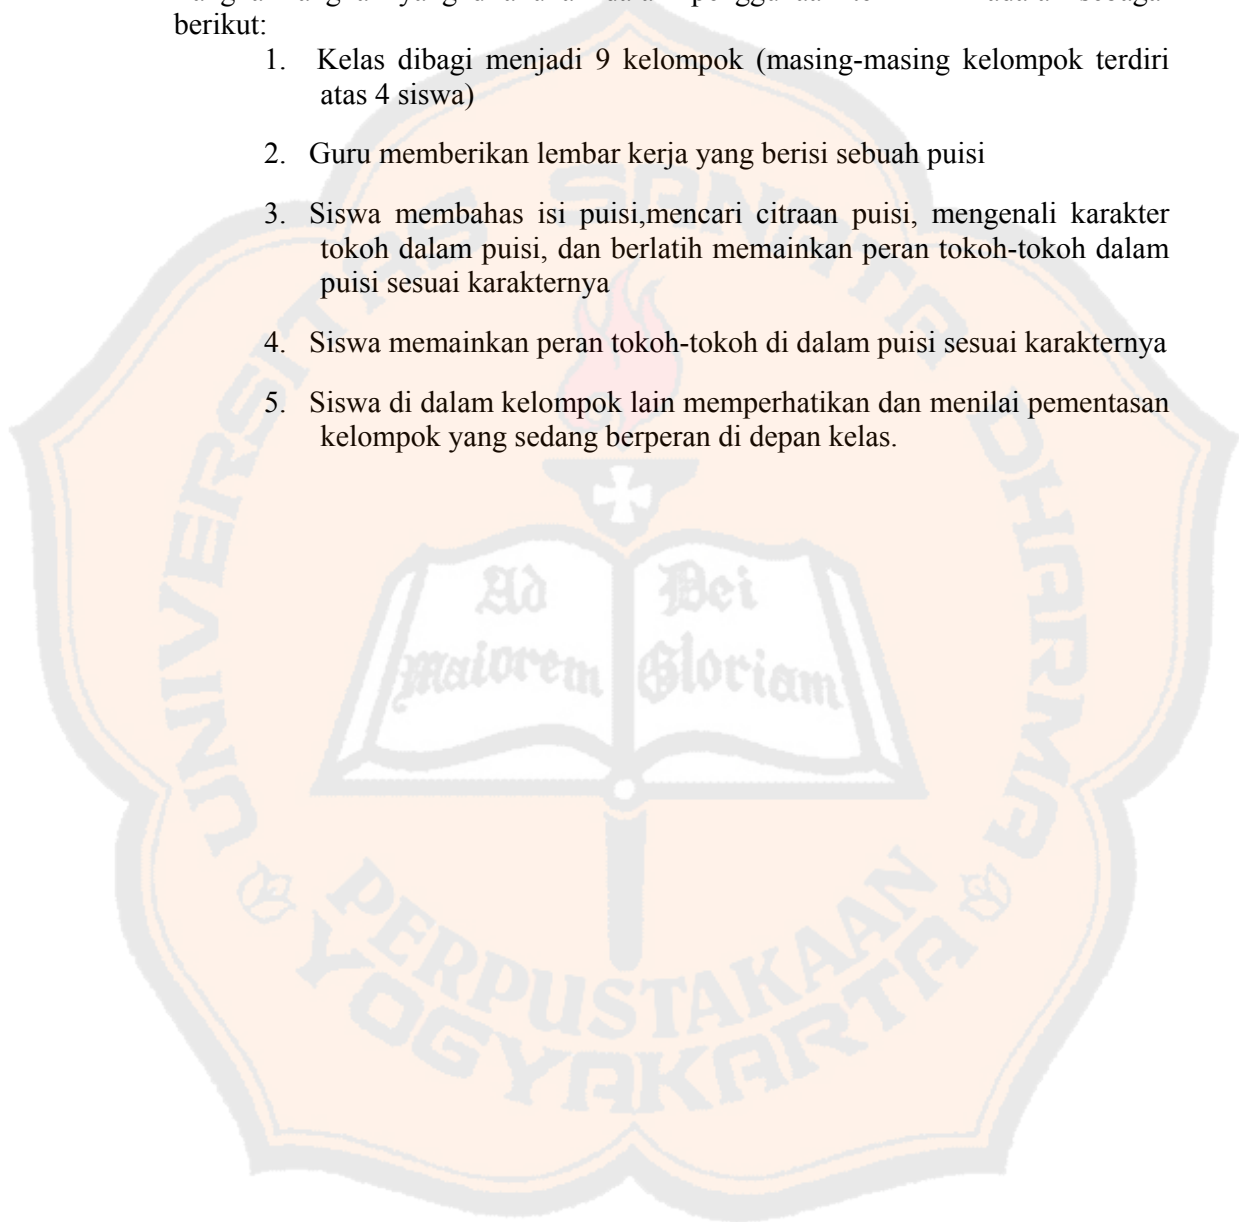 berikut:
1. Kelas dibagi menjadi 9 kelompok (masing-masing kelompok terdiri
atas 4 siswa)
2. Guru memberikan lembar kerja yang berisi sebuah puisi
3. Siswa membahas isi puisi,mencari citraan puisi, mengenali karakter
tokoh dalam puisi, dan berlatih memainkan peran tokoh-tokoh dalam
puisi sesuai karakternya
4. Siswa memainkan peran tokoh-tokoh di dalam puisi sesuai karakternya
5. Siswa di dalam kelompok lain memperhatikan dan menilai pementasan
kelompok yang sedang berperan di depan kelas.
UNIVERSITAS SANATA DHARMA
Ad Dei
Maiorem Gloriam
PERPUSTAKAAN
YOGYAKARTA